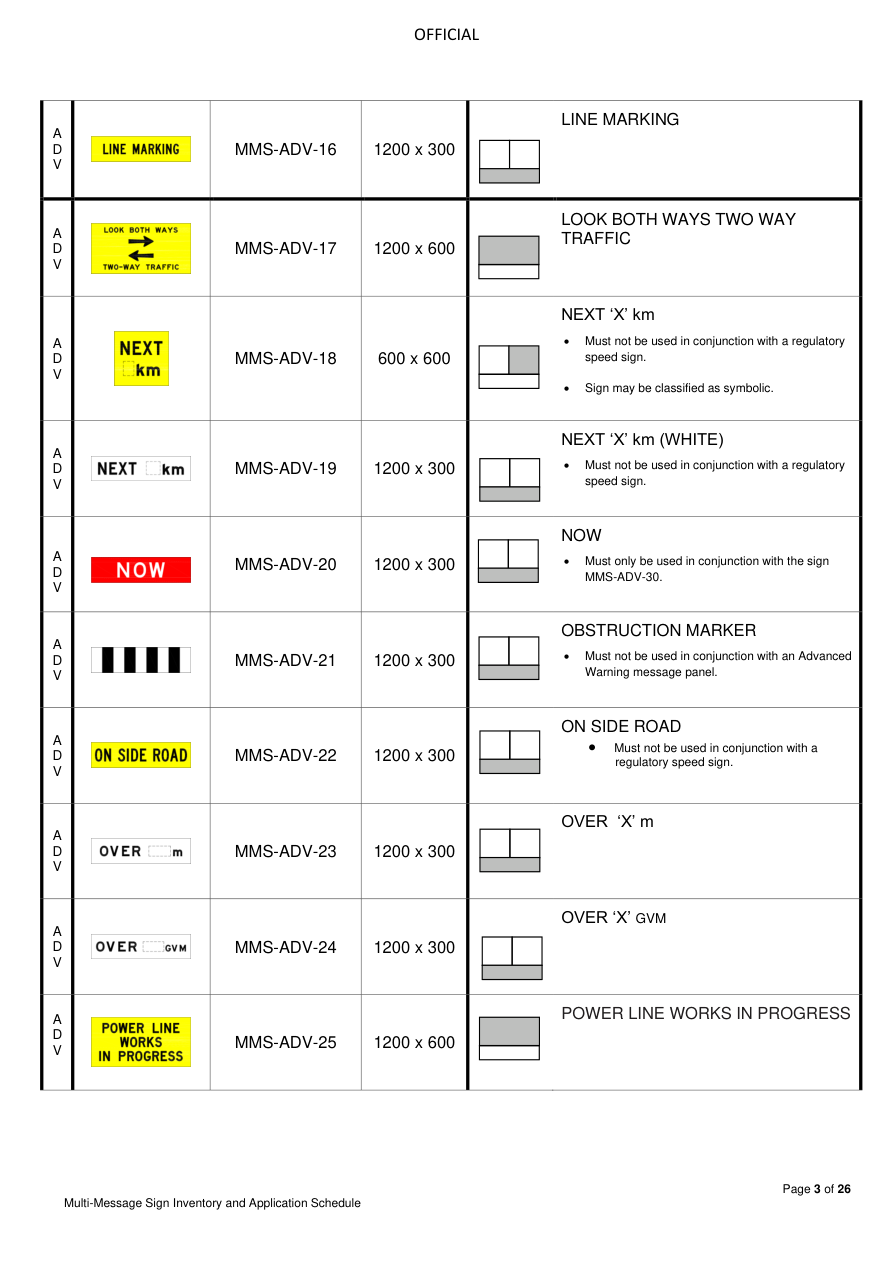 OFFICIAL
A
D
V
LINE MARKING
MMS-ADV-16
1200 x 300
LINE MARKING
A
D
V
LOOK BOTH WAYS
TWO-WAY TRAFFIC
MMS-ADV-17
1200 x 600
LOOK BOTH WAYS TWO WAY
TRAFFIC
A
D
V
NEXT
km
MMS-ADV-18
600 x 600
NEXT ‘X’ km
• Must not be used in conjunction with a regulatory
speed sign.
• Sign may be classified as symbolic.
A
D
V
NEXT km
MMS-ADV-19
1200 x 300
NEXT ‘X’ km (WHITE)
• Must not be used in conjunction with a regulatory
speed sign.
A
D
V
NOW
MMS-ADV-20
1200 x 300
NOW
• Must only be used in conjunction with the sign
MMS-ADV-30.
A
D
V
MMS-ADV-21
1200 x 300
OBSTRUCTION MARKER
• Must not be used in conjunction with an Advanced
Warning message panel.
A
D
V
ON SIDE ROAD
MMS-ADV-22
1200 x 300
ON SIDE ROAD
• Must not be used in conjunction with a
regulatory speed sign.
A
D
V
OVER m
MMS-ADV-23
1200 x 300
OVER ‘X’ m
A
D
V
OVER GVM
MMS-ADV-24
1200 x 300
OVER ‘X’ GVM
A
D
V
POWER LINE
WORKS
IN PROGRESS
MMS-ADV-25
1200 x 600
POWER LINE WORKS IN PROGRESS
Page 3 of 26
Multi-Message Sign Inventory and Application Schedule